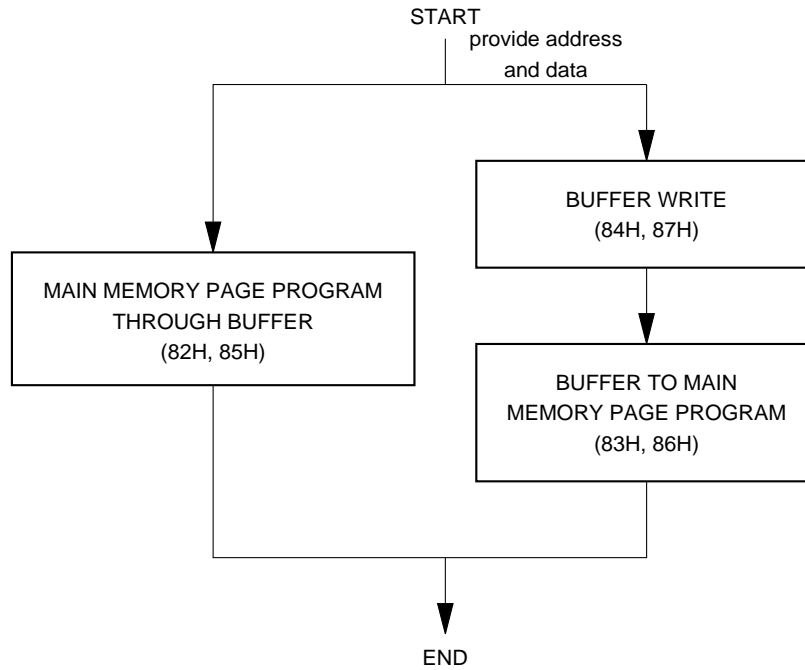 START
provide address
and data
BUFFER WRITE
(84H, 87H)
MAIN MEMORY PAGE PROGRAM
THROUGH BUFFER
(82H, 85H)
BUFFER TO MAIN
MEMORY PAGE PROGRAM
(83H, 86H)
END